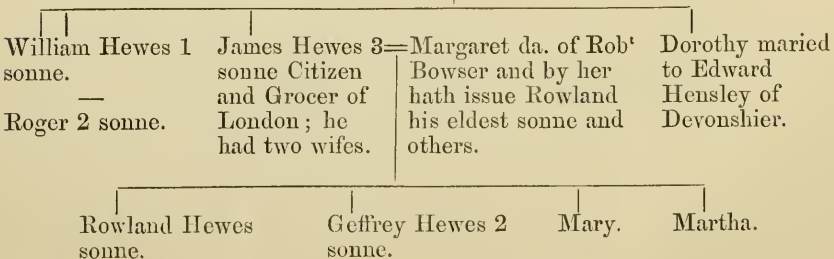 William Hewes 1
sonne.
—
Roger 2 sonne.
James Hewes 3=
sonne Citizen
and Grocer of
London; he
had two wifes.
Margaret da. of Robᵗ
Bowser and by her
hath issue Rowland
his eldest sonne and
others.
Dorothy maried
to Edward
Hensley of
Devonshier.
Rowland Hewes
sonne.
Geffrey Hewes 2
sonne.
Mary.
Martha.